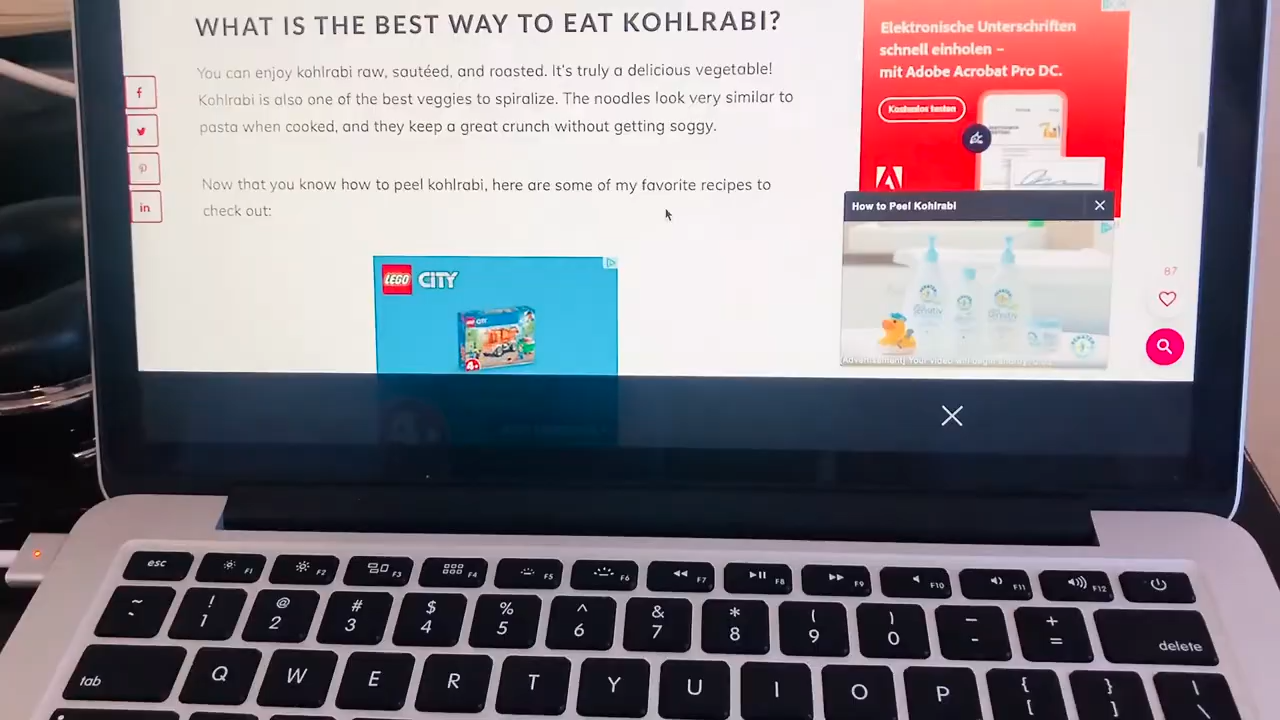 WHAT IS THE BEST WAY TO EAT KOHLRABI?
You can enjoy kohlrabi raw, sautéed, and roasted. It's truly a delicious vegetable!
Kohlrabi is also one of the best veggies to spiralize. The noodles look very similar to
pasta when cooked, and they keep a great crunch without getting soggy.
Now that you know how to peel kohlrabi, here are some of my favorite recipes to
check out:
f
in
Elektronische Unterschriften
schnell einholen –
mit Adobe Acrobat Pro DC.
Kostenlos testen
How to Peel Kohlrabi
87
LEGO CITY
4+
esc F1 F2 F3 F4 F5 F6 F7 F8 F9 F10 F11 F12
~ ! @ # $ % ^ & * ( ) _ +
1 2 3 4 5 6 7 8 9 0 - = delete
tab Q W E R T Y U I O P { [ } ] | \